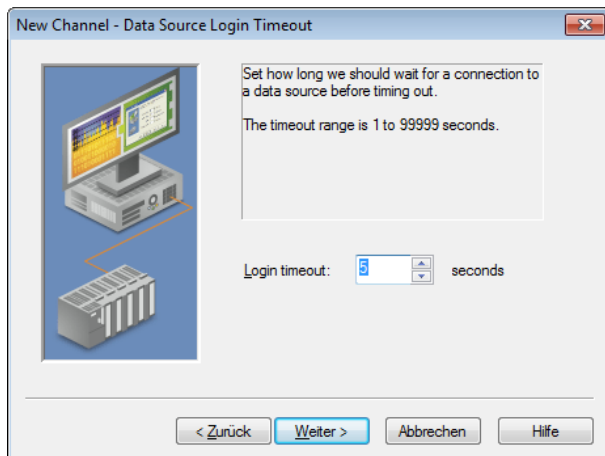 New Channel - Data Source Login Timeout
Set how long we should wait for a connection to
a data source before timing out.
The timeout range is 1 to 99999 seconds.
Login timeout: 5 seconds
< Zurück Weiter > Abbrechen Hilfe